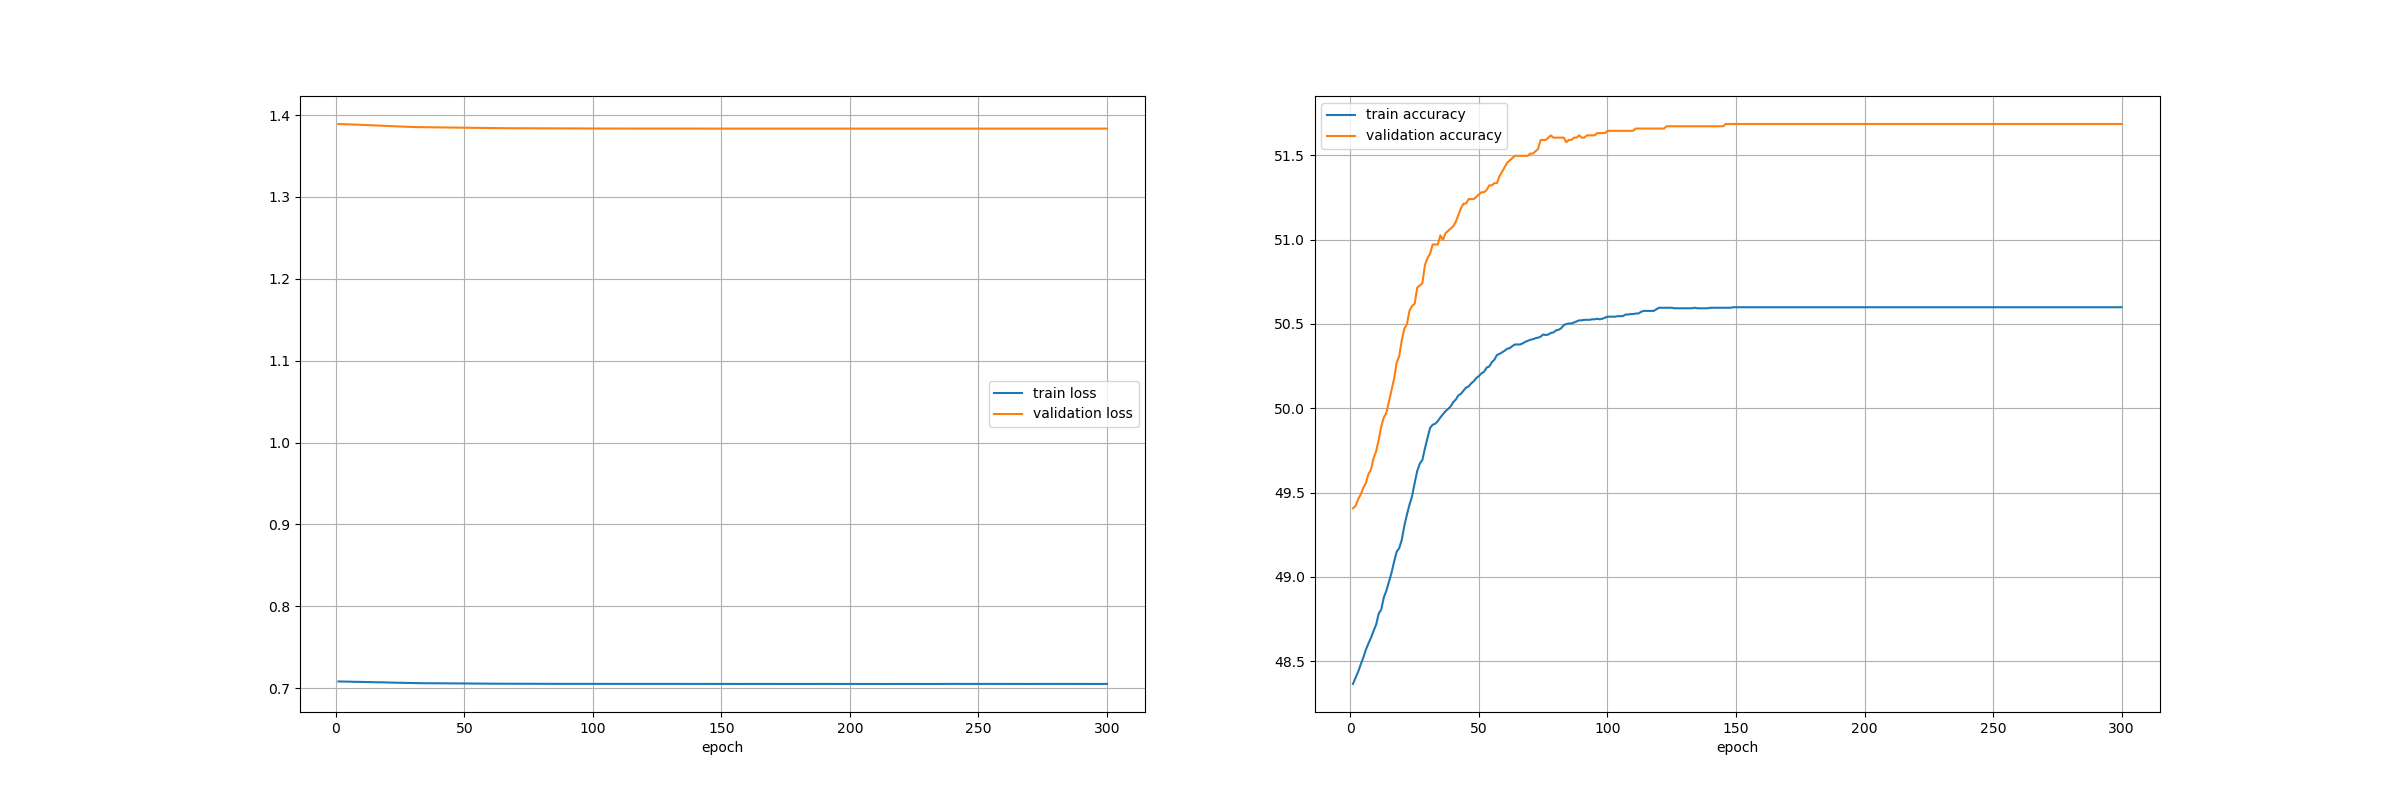 1.4
1.3
1.2
1.1
1.0
0.9
0.8
0.7
train loss
validation loss
0 50 100 150 200 250 300
epoch
train accuracy
validation accuracy
51.5
51.0
50.5
50.0
49.5
49.0
48.5
0 50 100 150 200 250 300
epoch